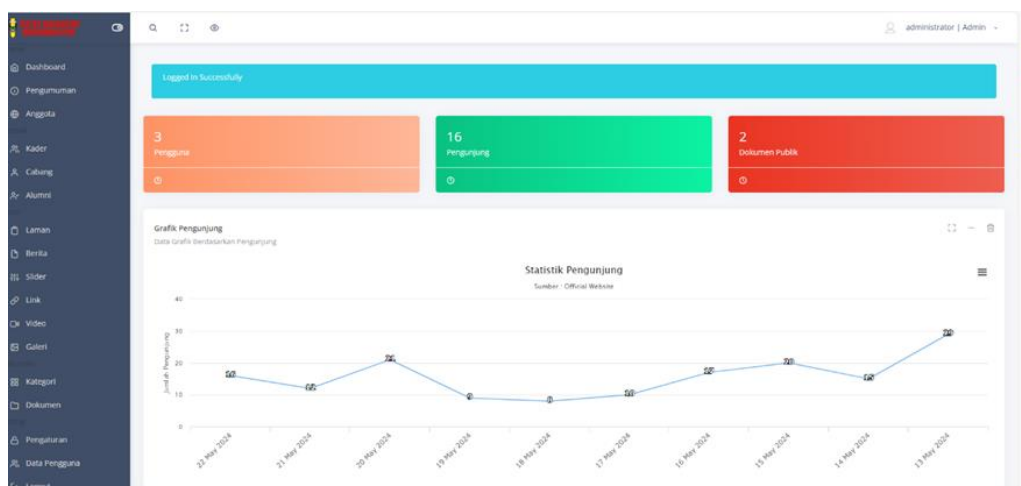 administrator | Admin
Dashboard
Pengumuman
Anggota
Kader
Cabang
Alumni
Laman
Berita
Slider
Link
Video
Galeri
Kategori
Dokumen
Pengaturan
Data Pengguna
Logged in Successfully
3
Pengguna
16
Pengunjung
2
Dokumen Publik
Grafik Pengunjung
Data Grafik Berdasarkan Pengunjung
Statistik Pengunjung
Sumber : Official Website
Jumlah Pengunjung
40
30
20
10
0
22 May 2024
21 May 2024
20 May 2024
19 May 2024
18 May 2024
17 May 2024
16 May 2024
15 May 2024
14 May 2024
13 May 2024